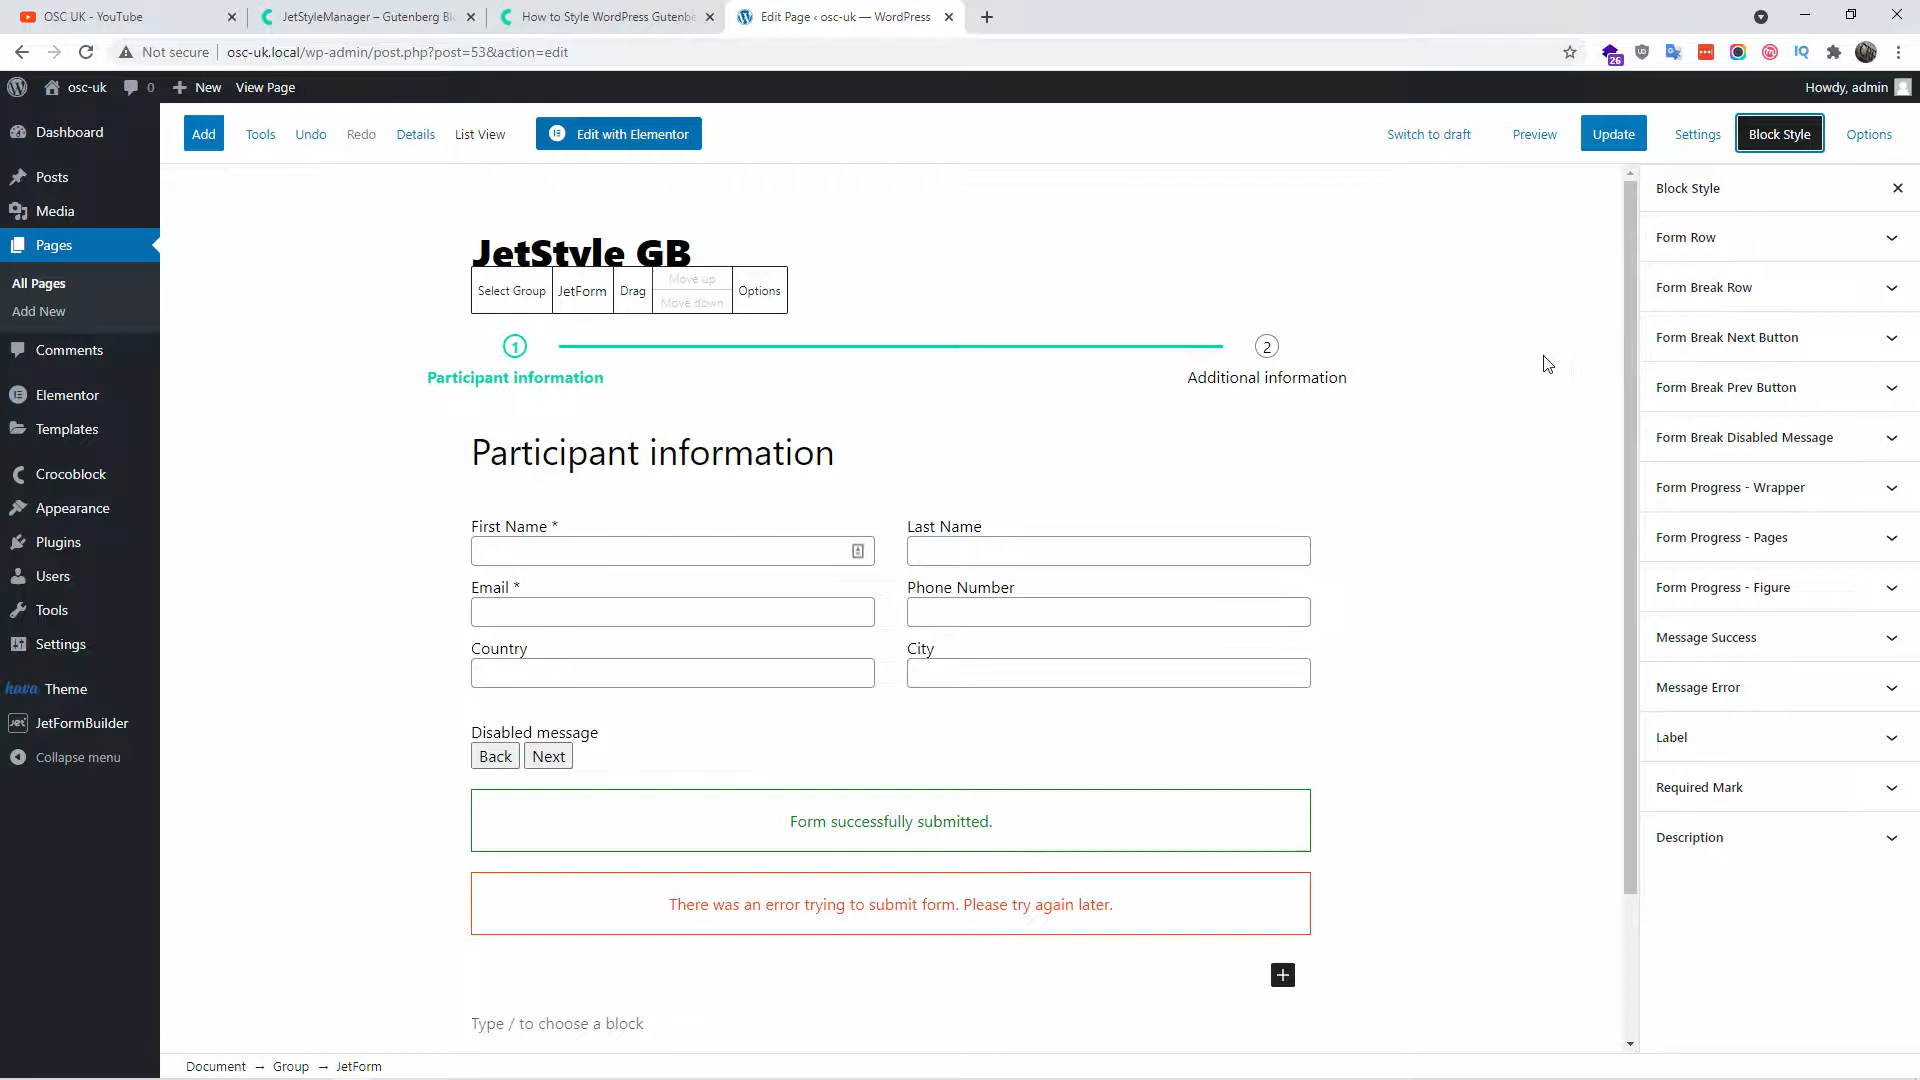 OSC UK - YouTube
JetStyleManager – Gutenberg Bl
How to Style WordPress Gutenbe
Edit Page ‹ osc-uk — WordPress
Not secure
osc-uk.local/wp-admin/post.php?post=53&action=edit
26
IQ
osc-uk
0
New
View Page
Howdy, admin
Dashboard
Posts
Media
Pages
All Pages
Add New
Comments
Elementor
Templates
Crocoblock
Appearance
Plugins
Users
Tools
Settings
hava Theme
Jet JetFormBuilder
Collapse menu
Add
Tools
Undo
Redo
Details
List View
Edit with Elementor
Switch to draft
Preview
Update
Settings
Block Style
Options
JetStyle GB
Select Group
JetForm
Drag
Move up
Move down
Options
1
2
Participant information
Additional information
Participant information
First Name *
Last Name
Email *
Phone Number
Country
City
Disabled message
Back
Next
Form successfully submitted.
There was an error trying to submit form. Please try again later.
Type / to choose a block
Document → Group → JetForm
Block Style
Form Row
Form Break Row
Form Break Next Button
Form Break Prev Button
Form Break Disabled Message
Form Progress - Wrapper
Form Progress - Pages
Form Progress - Figure
Message Success
Message Error
Label
Required Mark
Description